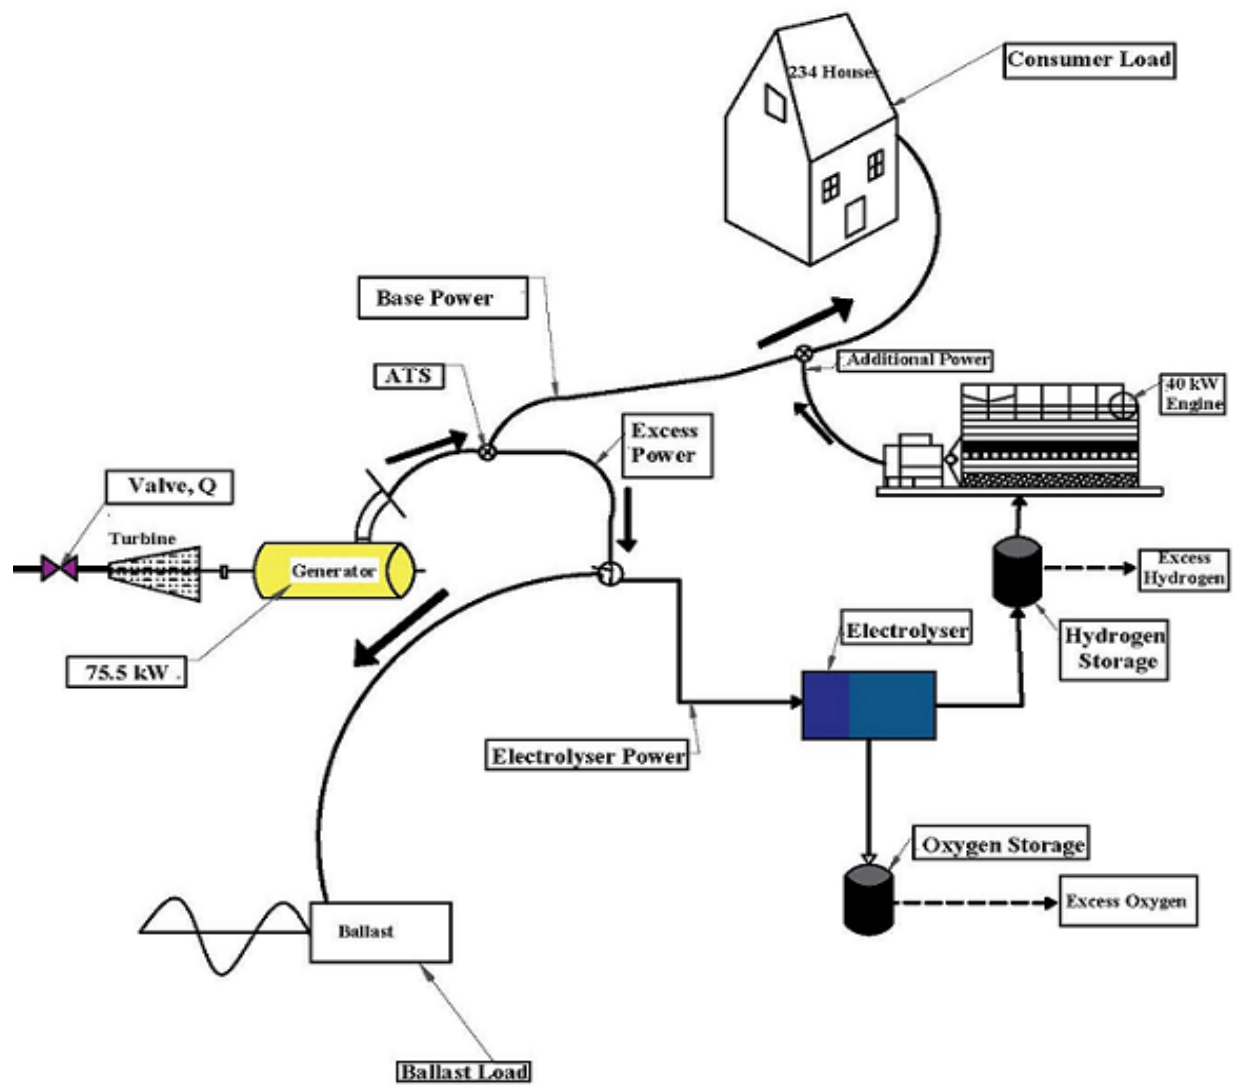 234 Houses
Consumer Load
Base Power
ATS
Additional Power
40 kW
Engine
Excess
Power
Valve, Q
Turbine
Generator
Excess
Hydrogen
75.5 kW
Electrolyser
Hydrogen
Storage
Electrolyser Power
Oxygen Storage
Excess Oxygen
Ballast
Ballast Load